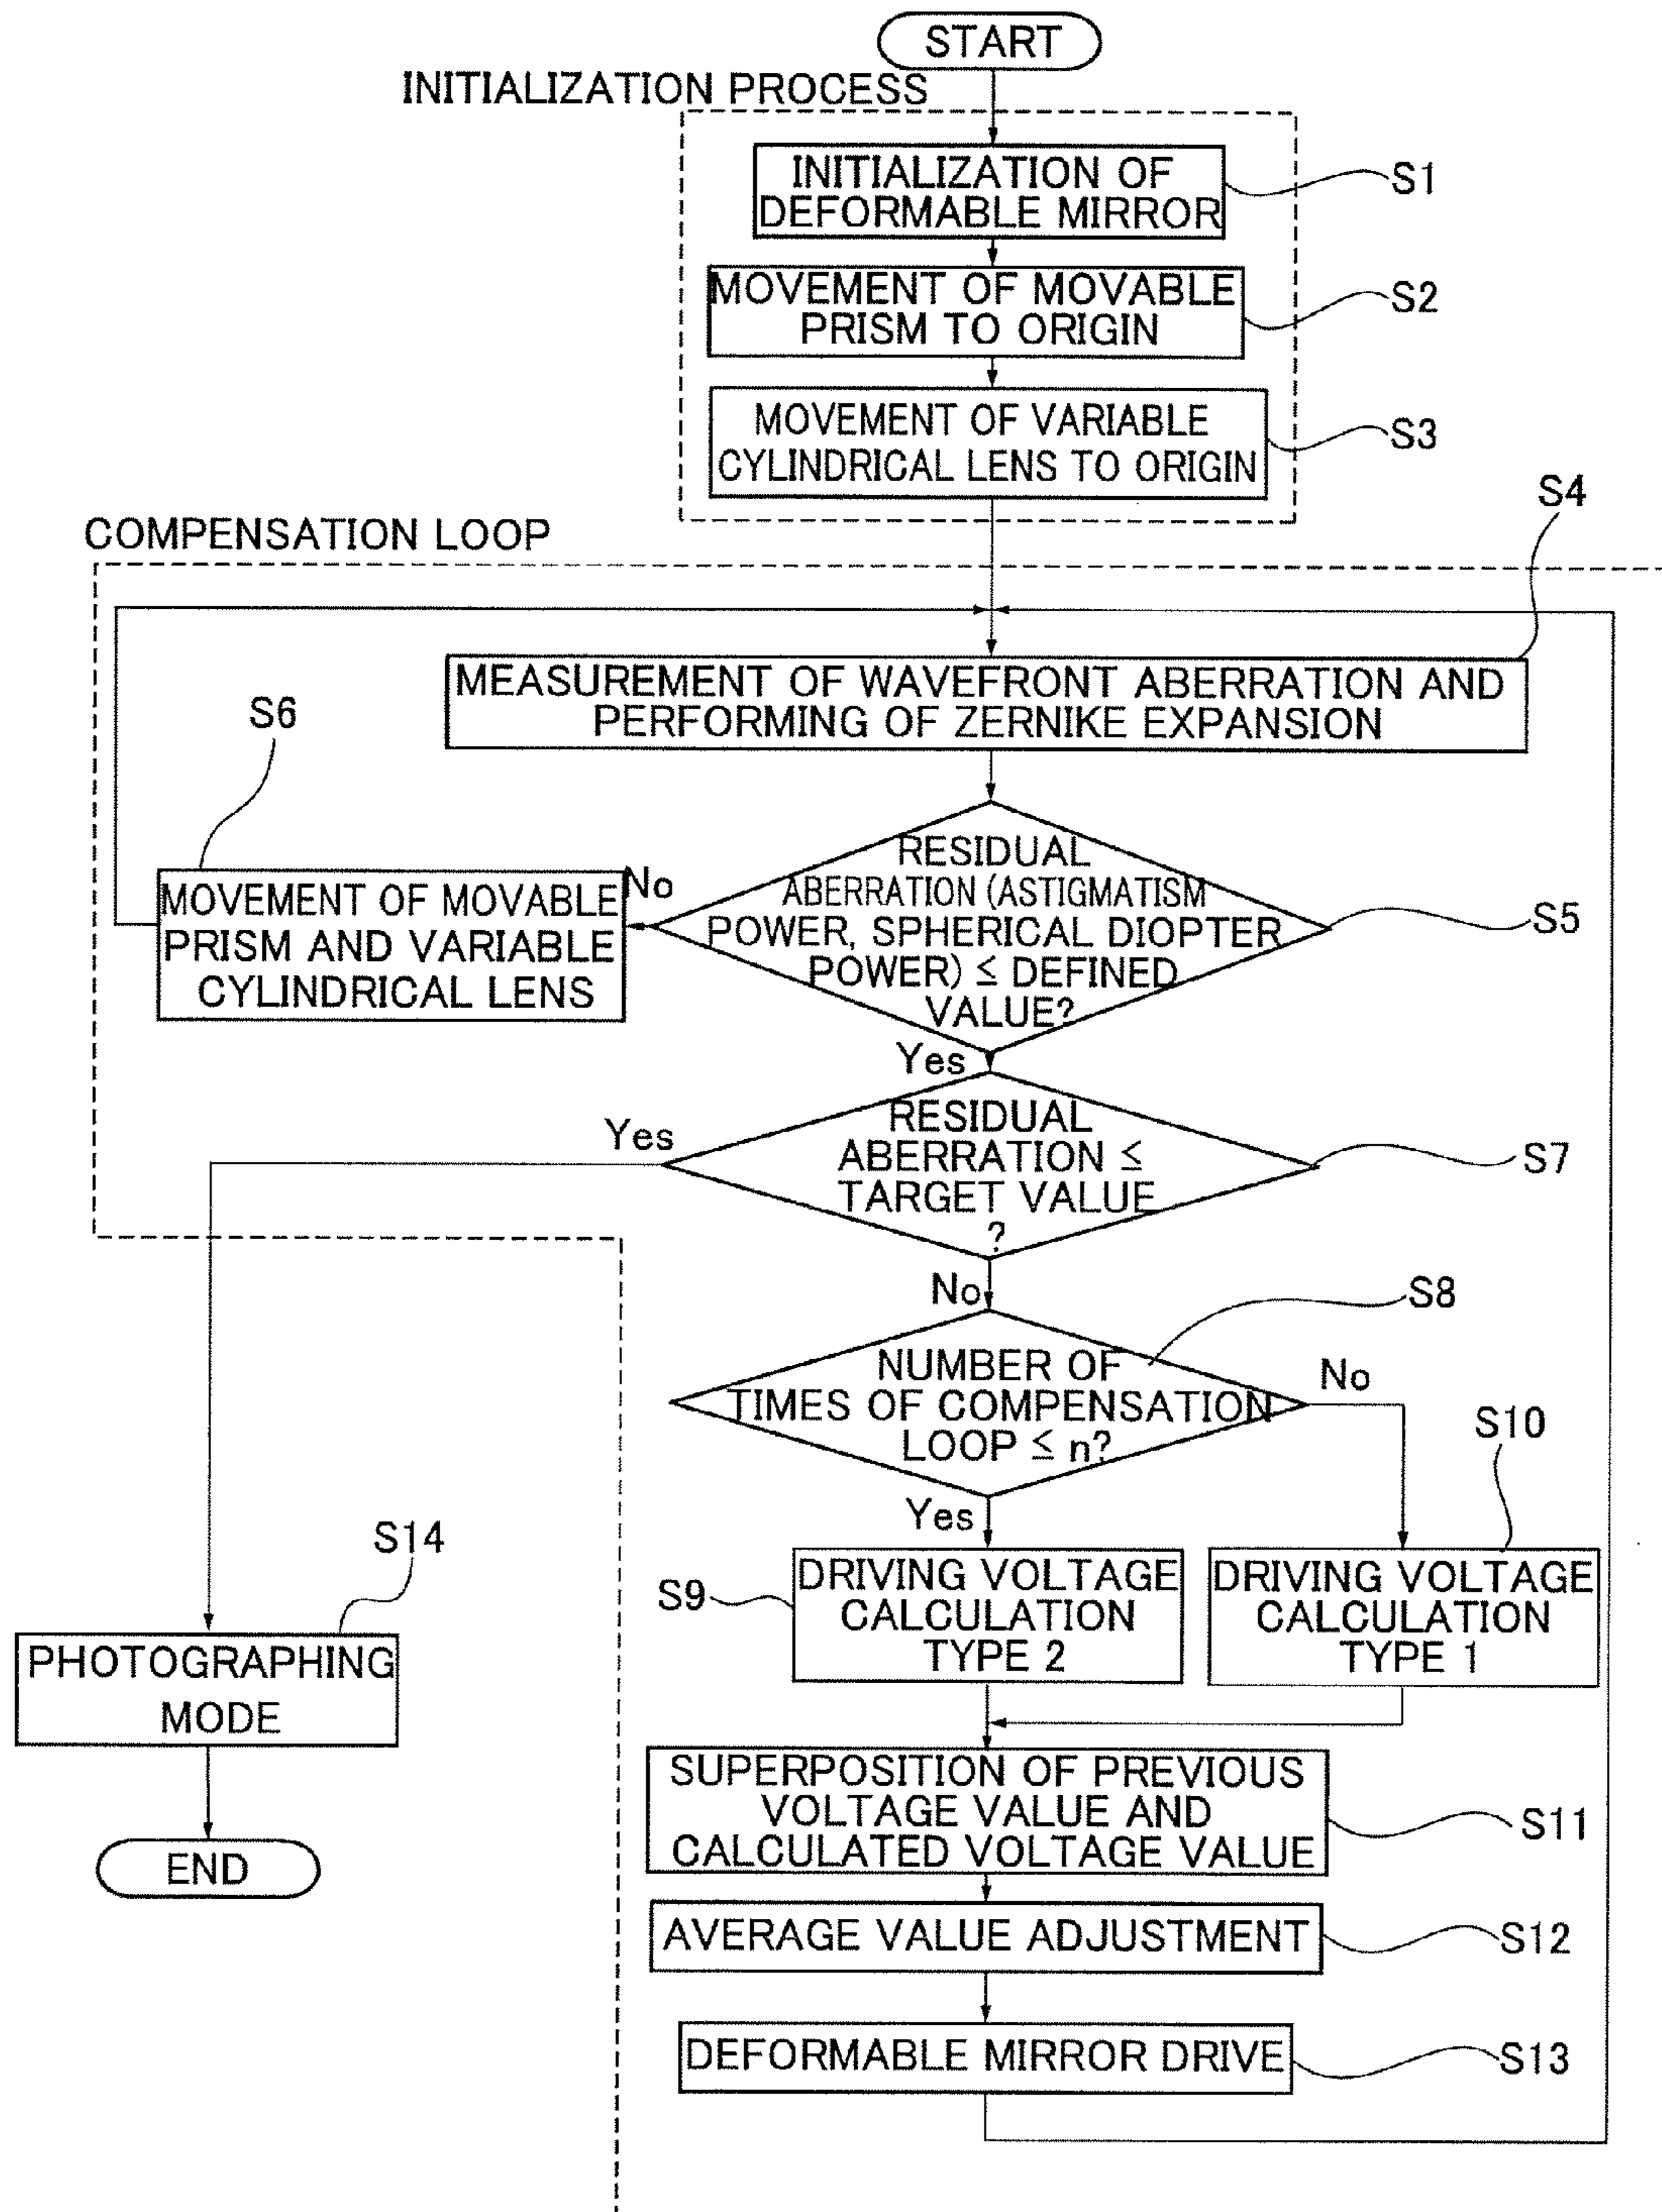 START
INITIALIZATION PROCESS
INITIALIZATION OF
DEFORMABLE MIRROR
S1
MOVEMENT OF MOVABLE
PRISM TO ORIGIN
S2
MOVEMENT OF VARIABLE
CYLINDRICAL LENS TO ORIGIN
S3
COMPENSATION LOOP
S4
MEASUREMENT OF WAVEFRONT ABERRATION AND
PERFORMING OF ZERNIKE EXPANSION
S6
MOVEMENT OF MOVABLE
PRISM AND VARIABLE
CYLINDRICAL LENS
No
RESIDUAL
ABERRATION (ASTIGMATISM
POWER, SPHERICAL DIOPTER
POWER) ≤ DEFINED
VALUE?
S5
Yes
Yes
RESIDUAL
ABERRATION ≤
TARGET VALUE
?
S7
No
S8
NUMBER OF
TIMES OF COMPENSATION
LOOP ≤ n?
No
S10
Yes
S9
DRIVING VOLTAGE
CALCULATION
TYPE 2
DRIVING VOLTAGE
CALCULATION
TYPE 1
S14
PHOTOGRAPHING
MODE
END
SUPERPOSITION OF PREVIOUS
VOLTAGE VALUE AND
CALCULATED VOLTAGE VALUE
S11
AVERAGE VALUE ADJUSTMENT
S12
DEFORMABLE MIRROR DRIVE
S13